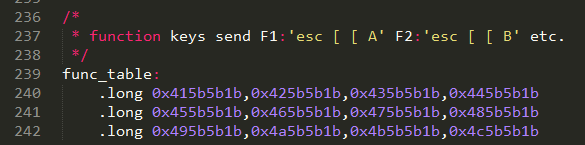 236 /*
237  * function keys send F1:'esc [ [ A' F2:'esc [ [ B' etc.
238  */
239 func_table:
240     .long 0x415b5b1b,0x425b5b1b,0x435b5b1b,0x445b5b1b
241     .long 0x455b5b1b,0x465b5b1b,0x475b5b1b,0x485b5b1b
242     .long 0x495b5b1b,0x4a5b5b1b,0x4b5b5b1b,0x4c5b5b1b